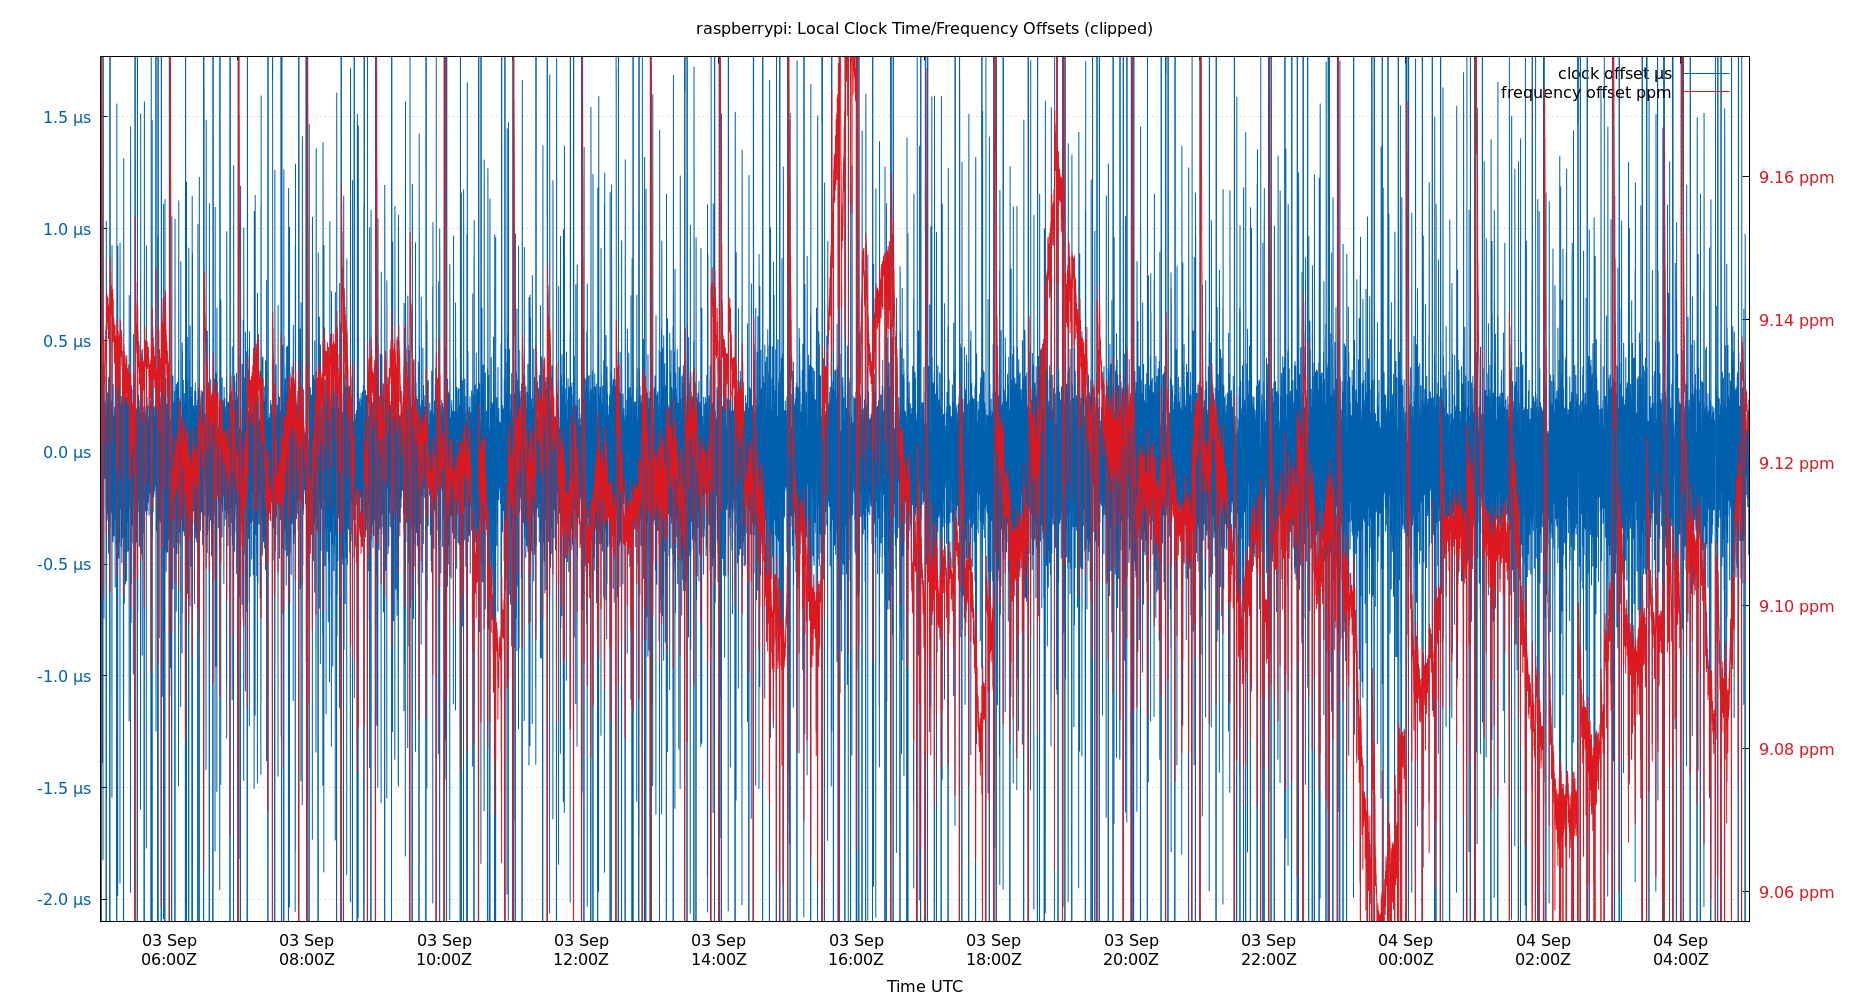 raspberrypi: Local Clock Time/Frequency Offsets (clipped)
clock offset µs
frequency offset ppm
1.5 µs
1.0 µs
0.5 µs
0.0 µs
-0.5 µs
-1.0 µs
-1.5 µs
-2.0 µs
9.16 ppm
9.14 ppm
9.12 ppm
9.10 ppm
9.08 ppm
9.06 ppm
03 Sep 03 Sep 03 Sep 03 Sep 03 Sep 03 Sep 03 Sep 03 Sep 03 Sep 04 Sep 04 Sep 04 Sep
06:00Z 08:00Z 10:00Z 12:00Z 14:00Z 16:00Z 18:00Z 20:00Z 22:00Z 00:00Z 02:00Z 04:00Z
Time UTC